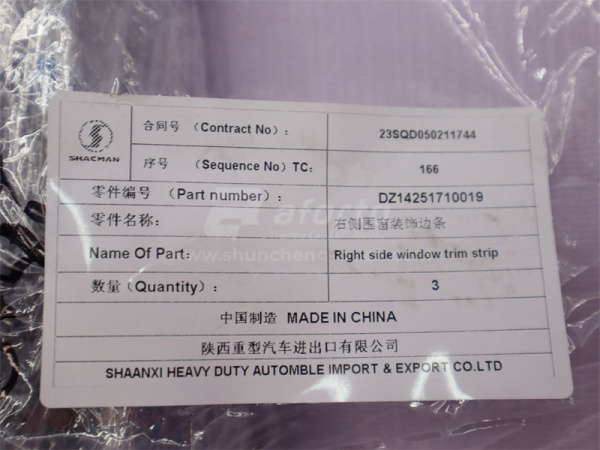 SHACMAN
合同号 (Contract No): 23SQD050211744
序号 (Sequence No) TC: 166
零件编号 (Part number): DZ14251710019
零件名称: 右侧围窗装饰边条
Name Of Part: Right side window trim strip
数量 (Quantity): 3
中国制造 MADE IN CHINA
陕西重型汽车进出口有限公司
SHAANXI HEAVY DUTY AUTOMBLE IMPORT & EXPORT CO.LTD